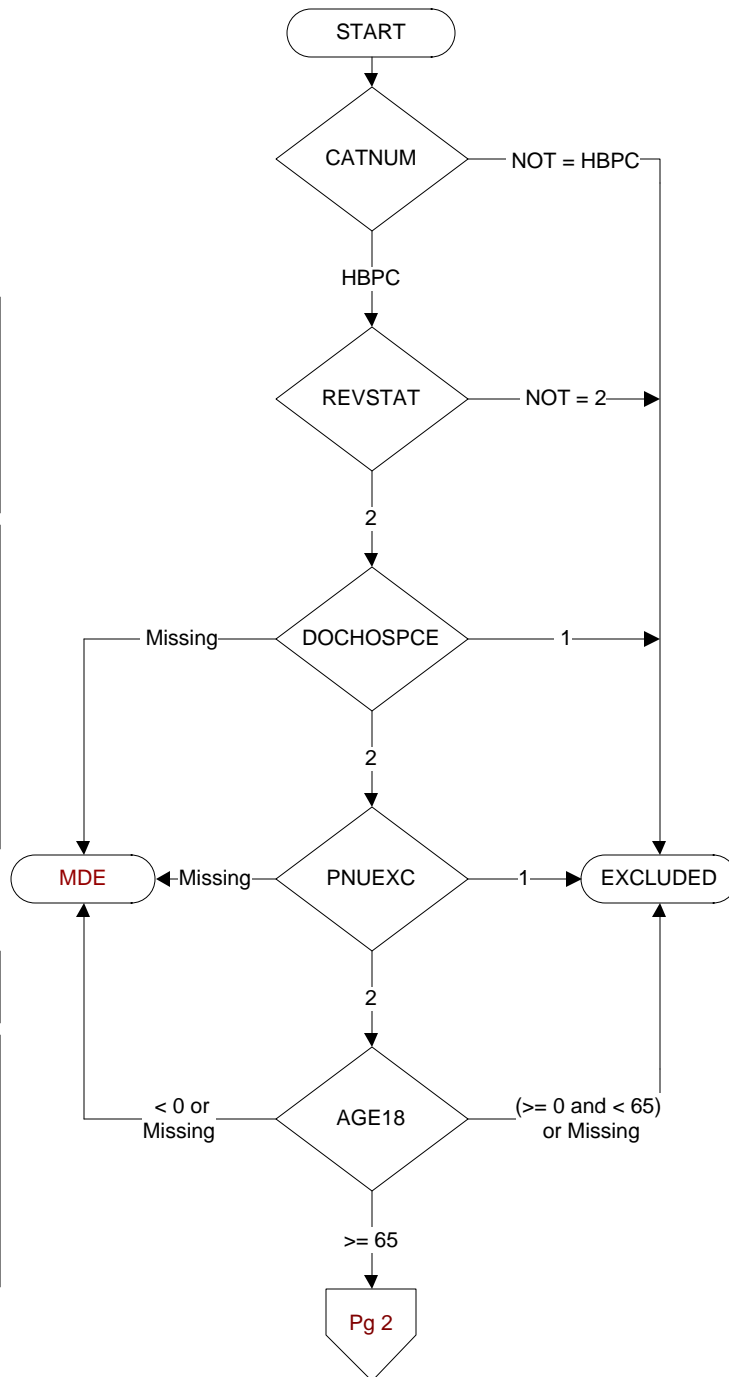 START
CATNUM
NOT = HBPC
HBPC
REVSTAT
NOT = 2
2
Missing
DOCHOSPCE
1
2
MDE
Missing
PNUEXC
1
EXCLUDED
2
< 0 or
Missing
AGE18
(>= 0 and < 65)
or Missing
>= 65
Pg 2